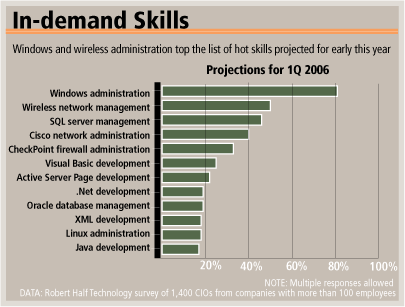 In-demand Skills
Windows and wireless administration top the list of hot skills projected for early this year
Projections for 1Q 2006
Windows administration
Wireless network management
SQL server management
Cisco network administration
CheckPoint firewall administration
Visual Basic development
Active Server Page development
.Net development
Oracle database management
XML development
Linux administration
Java development
20% 40% 60% 80% 100%
NOTE: Multiple responses allowed
DATA: Robert Half Technology survey of 1,400 CIOs from companies with more than 100 employees